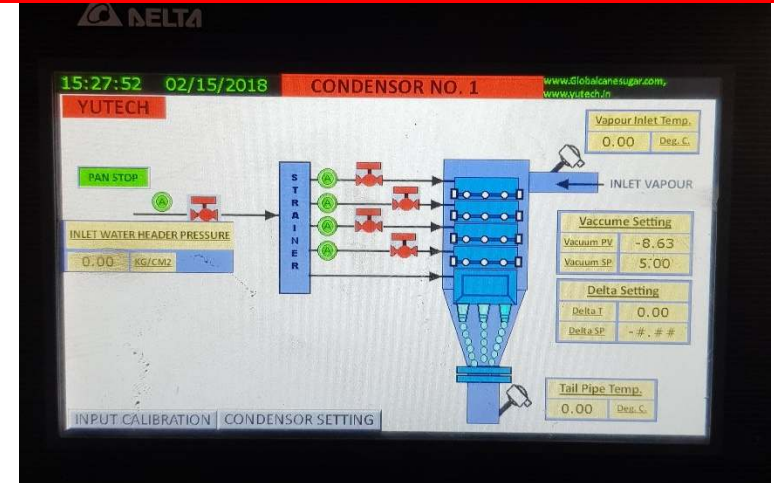 DELTA
15:27:52 02/15/2018 CONDENSOR NO. 1 www.Globalcanesugar.com,
www.yutech.in
YUTECH
Vapour Inlet Temp.
0.00 Deg. C.
PAN STOP
INLET VAPOUR
STRAINER
A
A
A
A
A
INLET WATER HEADER PRESSURE
0.00 KG/CM2
Vaccume Setting
Vacuum PV -8.63
Vacuum SP 5.00
Delta Setting
Delta T 0.00
Delta SP -#.##
Tail Pipe Temp.
0.00 Deg. C.
INPUT CALIBRATION CONDENSOR SETTING